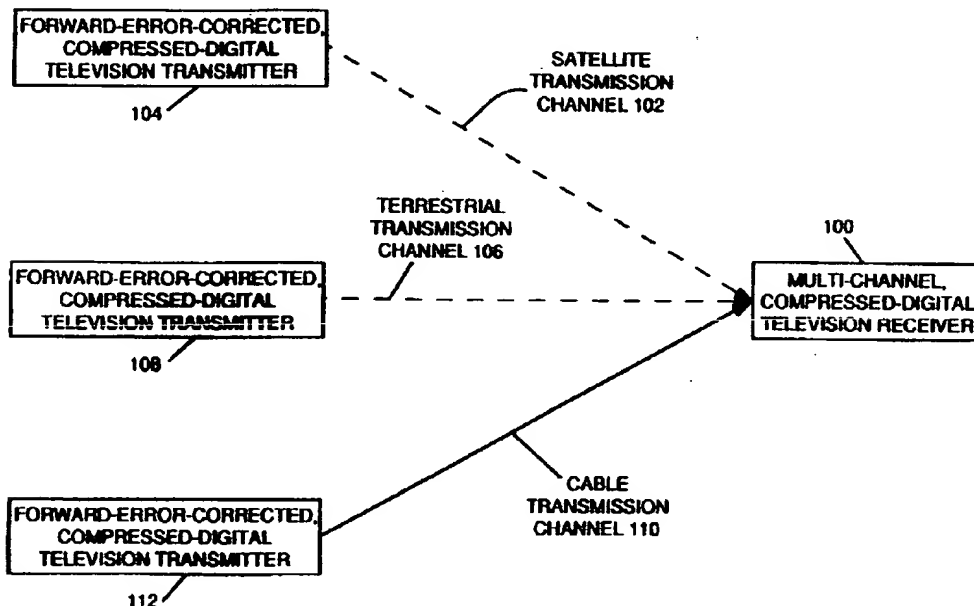 FORWARD-ERROR-CORRECTED,
COMPRESSED-DIGITAL
TELEVISION TRANSMITTER
104
SATELLITE
TRANSMISSION
CHANNEL 102
TERRESTRIAL
TRANSMISSION
CHANNEL 106
FORWARD-ERROR-CORRECTED,
COMPRESSED-DIGITAL
TELEVISION TRANSMITTER
108
100
MULTI-CHANNEL,
COMPRESSED-DIGITAL
TELEVISION RECEIVER
CABLE
TRANSMISSION
CHANNEL 110
FORWARD-ERROR-CORRECTED,
COMPRESSED-DIGITAL
TELEVISION TRANSMITTER
112